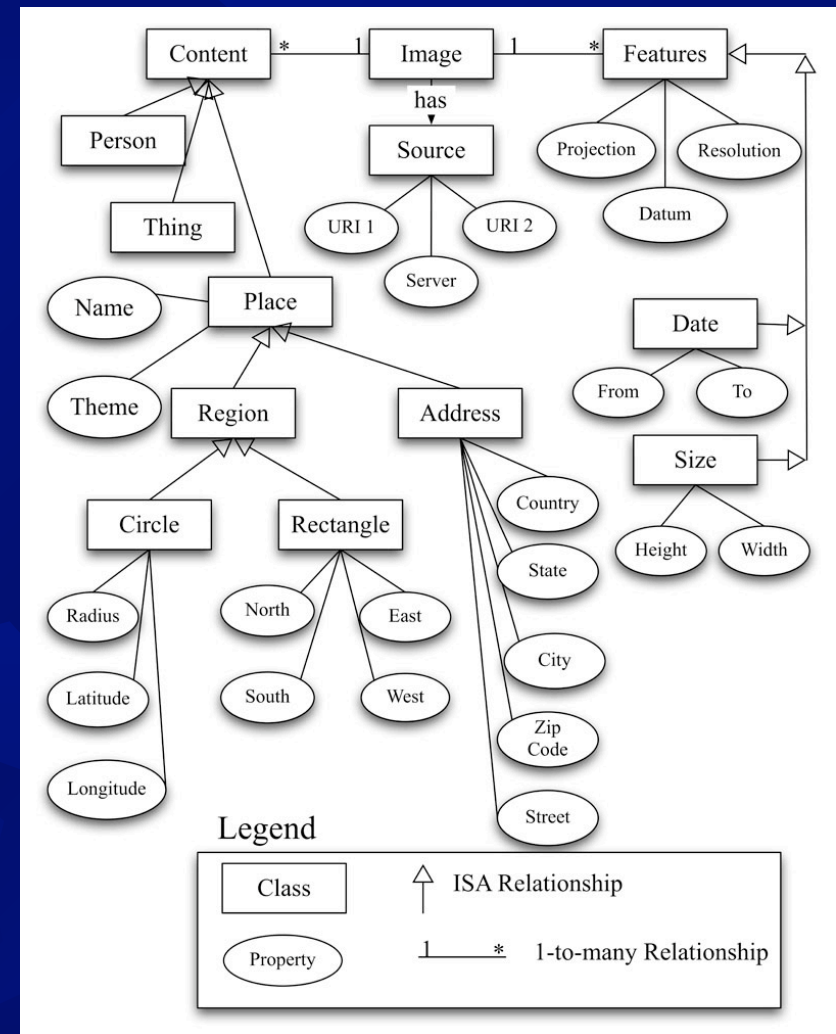 Content
*
1
Image
1
*
Features
has
Person
Source
Projection
Resolution
Thing
URI 1
URI 2
Datum
Server
Name
Place
Date
Theme
Region
Address
From
To
Size
Circle
Rectangle
Country
Height
Width
State
Radius
North
East
City
Latitude
South
West
Zip
Code
Longitude
Street
Legend
Class
ISA Relationship
Property
1
*
1-to-many Relationship